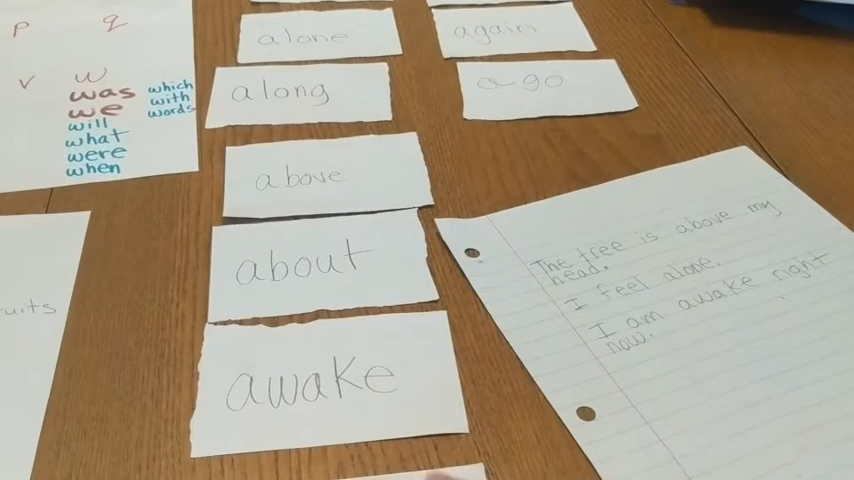 p q
v w
was
we
will
what
were
when
which
with
words
uits
alone
along
above
about
awake
again
a-go
The tree is above my
head.
I feel alone.
I am awake right
now.